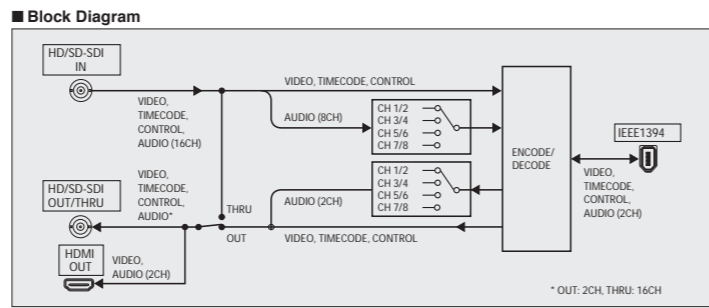 ■ Block Diagram
HD/SD-SDI
IN
VIDEO,
TIMECODE,
CONTROL,
AUDIO (16CH)
VIDEO, TIMECODE, CONTROL
AUDIO (8CH)
CH 1/2
CH 3/4
CH 5/6
CH 7/8
ENCODE/
DECODE
IEEE1394
VIDEO,
TIMECODE,
CONTROL,
AUDIO (2CH)
HD/SD-SDI
OUT/THRU
VIDEO,
TIMECODE,
CONTROL,
AUDIO*
THRU
OUT
AUDIO (2CH)
CH 1/2
CH 3/4
CH 5/6
CH 7/8
VIDEO, TIMECODE, CONTROL
HDMI
OUT
VIDEO,
AUDIO (2CH)
* OUT: 2CH, THRU: 16CH